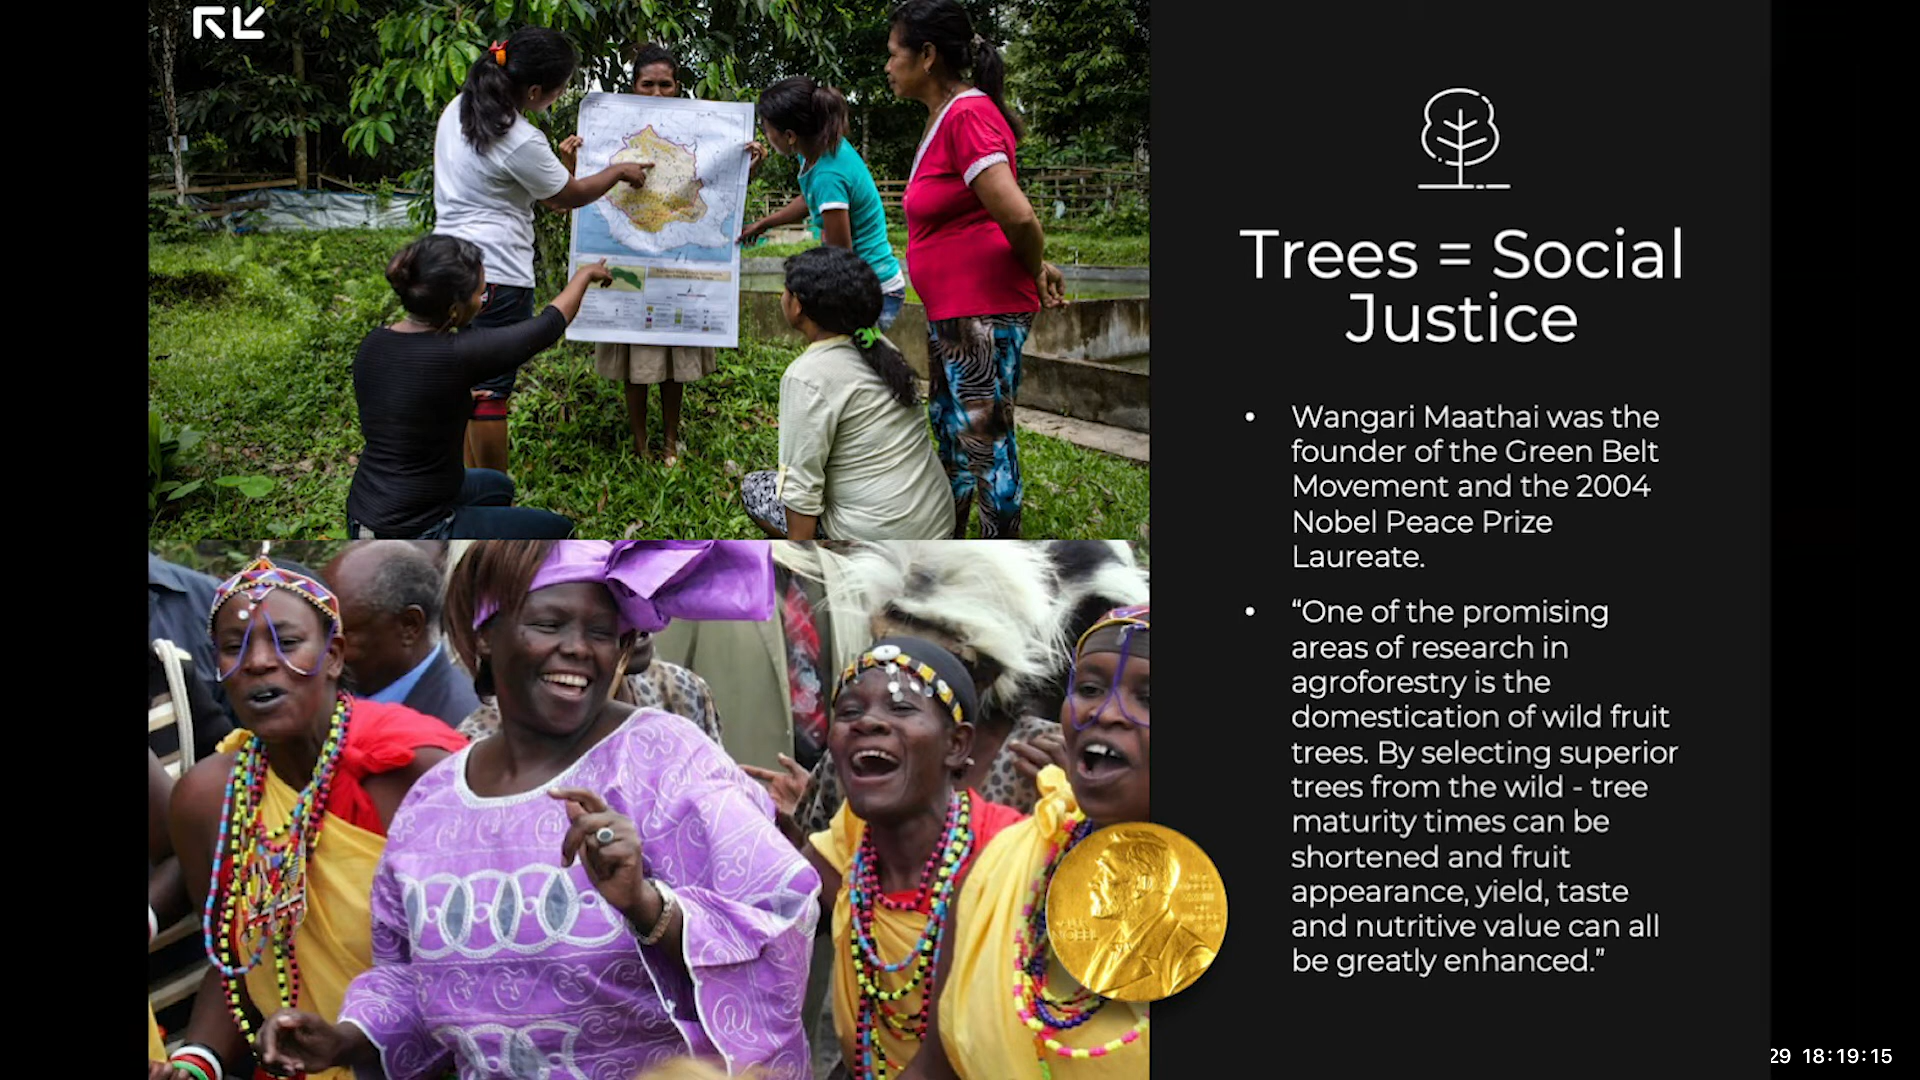 Trees = Social
Justice
• Wangari Maathai was the
founder of the Green Belt
Movement and the 2004
Nobel Peace Prize
Laureate.
• “One of the promising
areas of research in
agroforestry is the
domestication of wild fruit
trees. By selecting superior
trees from the wild - tree
maturity times can be
shortened and fruit
appearance, yield, taste
and nutritive value can all
be greatly enhanced.”
29 18:19:15